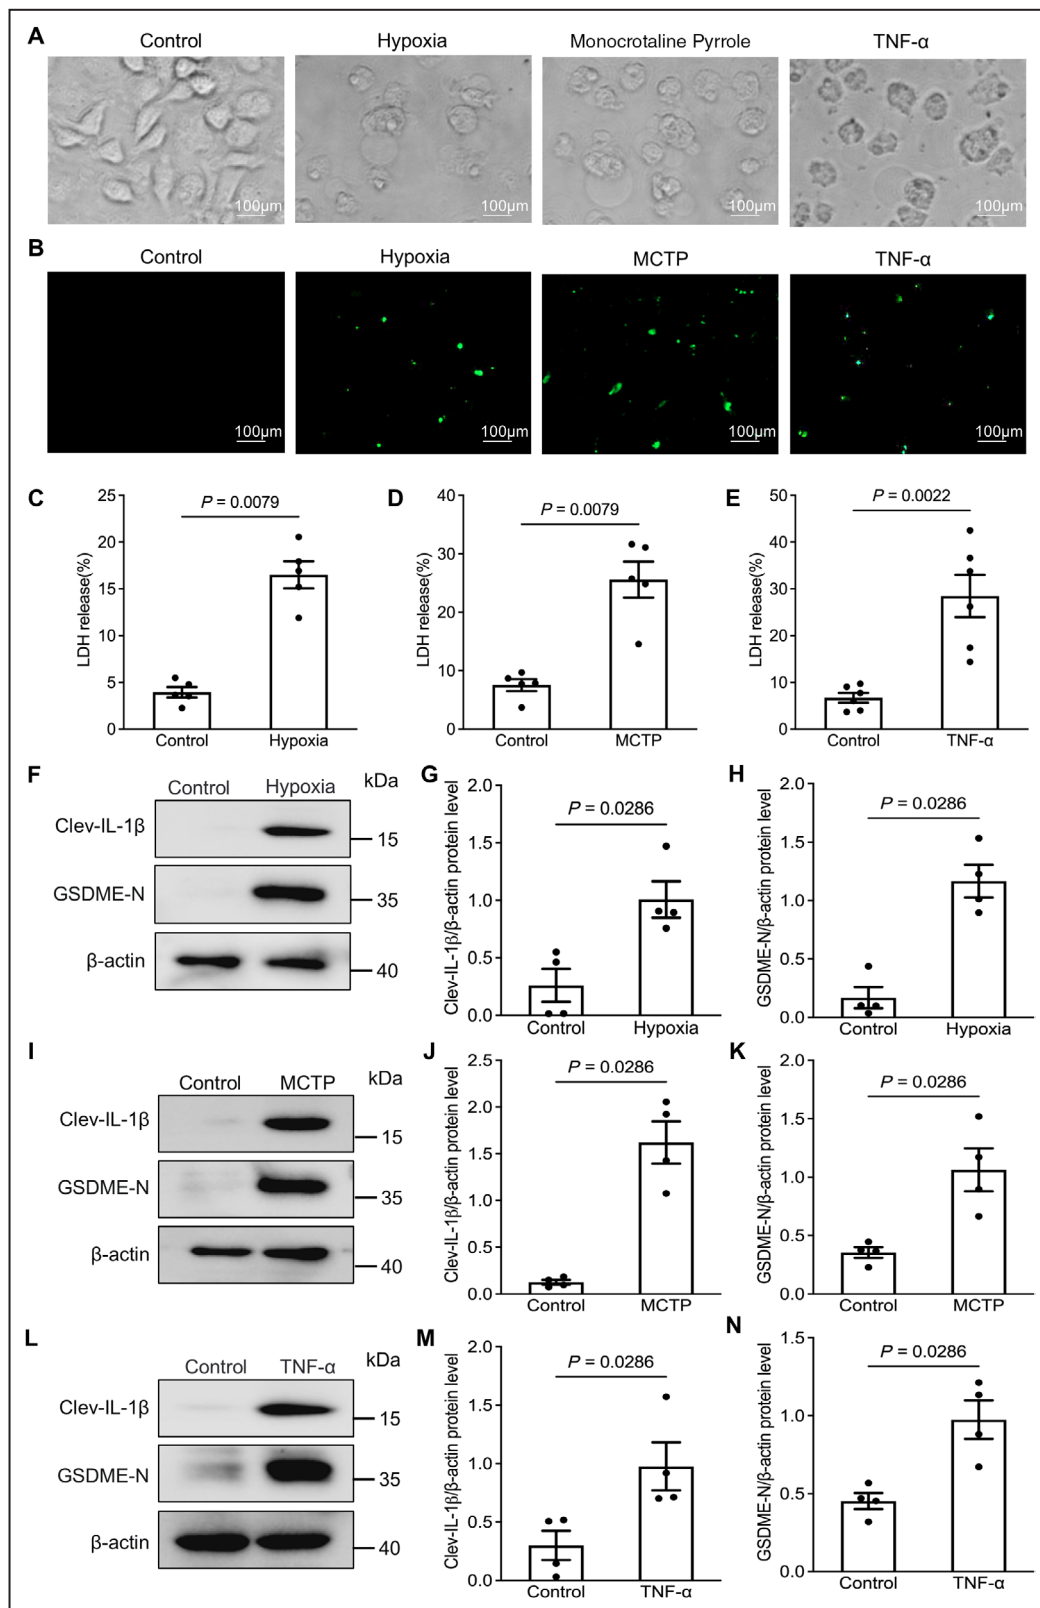 A
Control
Hypoxia
Monocrotaline Pyrrole
TNF-α
100μm
100μm
100μm
100μm
B
Control
Hypoxia
MCTP
TNF-α
100μm
100μm
100μm
100μm
C
LDH release(%)
25
20
15
10
5
0
P = 0.0079
Control
Hypoxia
D
LDH release(%)
40
30
20
10
0
P = 0.0079
Control
MCTP
E
LDH release(%)
50
40
30
20
10
0
P = 0.0022
Control
TNF-α
F
Control
Hypoxia
kDa
Clev-IL-1β
15
GSDME-N
35
β-actin
40
G
Clev-IL-1β/β-actin protein level
2.0
1.5
1.0
0.5
0.0
P = 0.0286
Control
Hypoxia
H
GSDME-N/β-actin protein level
2.0
1.5
1.0
0.5
0.0
P = 0.0286
Control
Hypoxia
I
Control
MCTP
kDa
Clev-IL-1β
15
GSDME-N
35
β-actin
40
J
Clev-IL-1β/β-actin protein level
2.5
2.0
1.5
1.0
0.5
0.0
P = 0.0286
Control
MCTP
K
GSDME-N/β-actin protein level
2.0
1.5
1.0
0.5
0.0
P = 0.0286
Control
MCTP
L
Control
TNF-α
kDa
Clev-IL-1β
15
GSDME-N
35
β-actin
40
M
Clev-IL-1β/β-actin protein level
2.0
1.5
1.0
0.5
0.0
P = 0.0286
Control
TNF-α
N
GSDME-N/β-actin protein level
1.5
1.0
0.5
0.0
P = 0.0286
Control
TNF-α